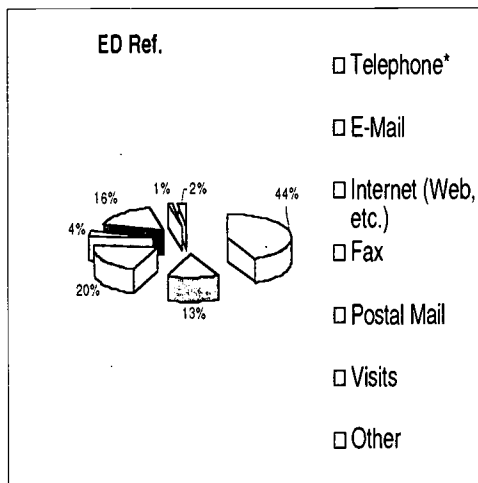 ED Ref.
Telephone*
E-Mail
Internet (Web,
etc.)
Fax
Postal Mail
Visits
Other
1%
2%
44%
16%
4%
20%
13%